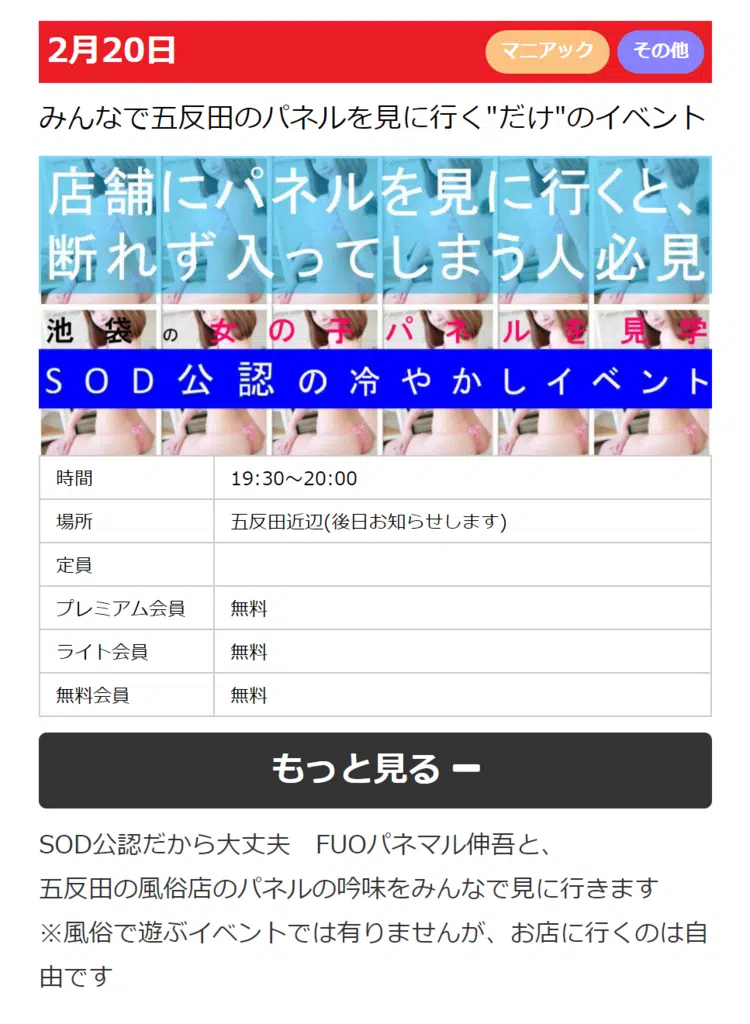 2月20日
マニアック
その他
みんなで五反田のパネルを見に行く"だけ"のイベント
店舗にパネルを見に行くと、
断れず入ってしまう人必見
池袋の女の子パネルを見学
SOD公認の冷やかしイベント
時間 19:30～20:00
場所 五反田近辺(後日お知らせします)
定員
プレミアム会員 無料
ライト会員 無料
無料会員 無料
もっと見る ー
SOD公認だから大丈夫　FUOパネマル伸吾と、
五反田の風俗店のパネルの吟味をみんなで見に行きます
※風俗で遊ぶイベントでは有りませんが、お店に行くのは自
由です